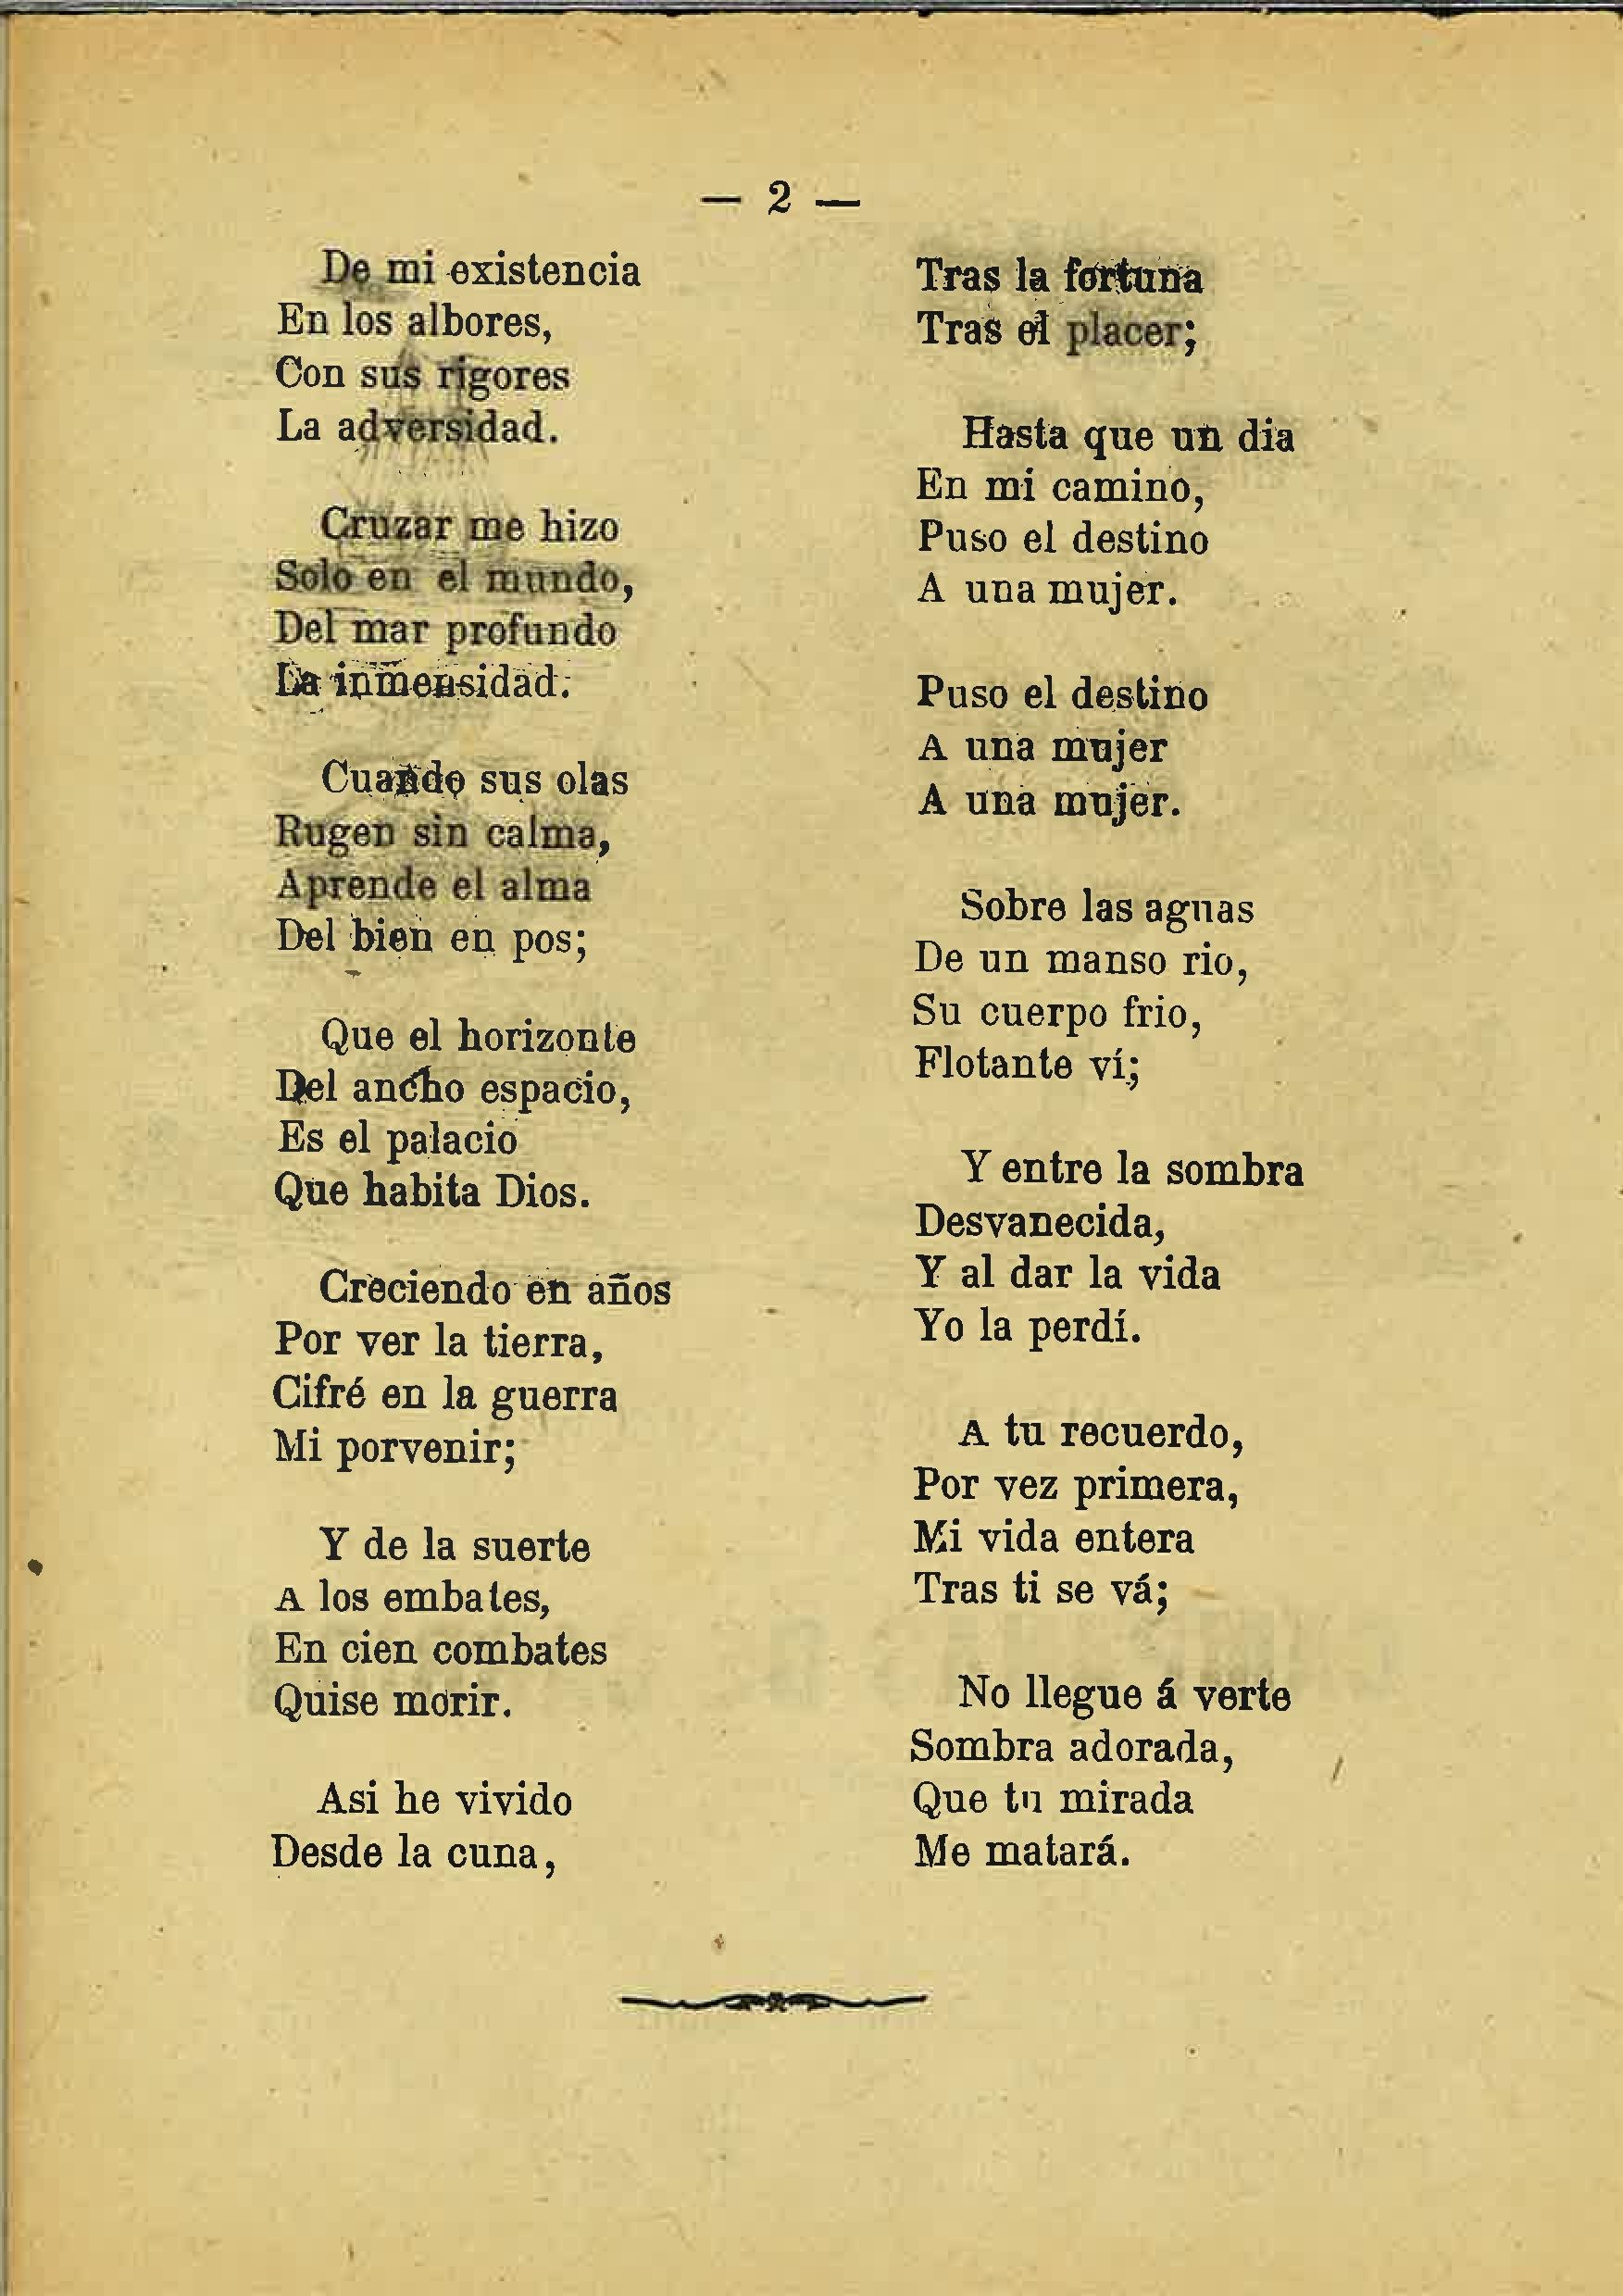 — 2 —
De mi existencia
En los albores,
Con sus rigores
La adversidad.
Cruzar me hizo
Solo en el mundo,
Del mar profundo
La inmensidad.
Cuando sus olas
Rugen sin calma,
Aprende el alma
Del bien en pos;
Que el horizonte
Del ancho espacio,
Es el palacio
Que habita Dios.
Creciendo en años
Por ver la tierra,
Cifré en la guerra
Mi porvenir;
Y de la suerte
A los embates,
En cien combates
Quise morir.
Asi he vivido
Desde la cuna,
Tras la fortuna
Tras el placer;
Hasta que un dia
En mi camino,
Puso el destino
A una mujer.
Puso el destino
A una mujer
A una mujer.
Sobre las aguas
De un manso rio,
Su cuerpo frio,
Flotante ví;
Y entre la sombra
Desvanecida,
Y al dar la vida
Yo la perdí.
A tu recuerdo,
Por vez primera,
Mi vida entera
Tras ti se vá;
No llegue á verte
Sombra adorada,
Que tu mirada
Me matará.